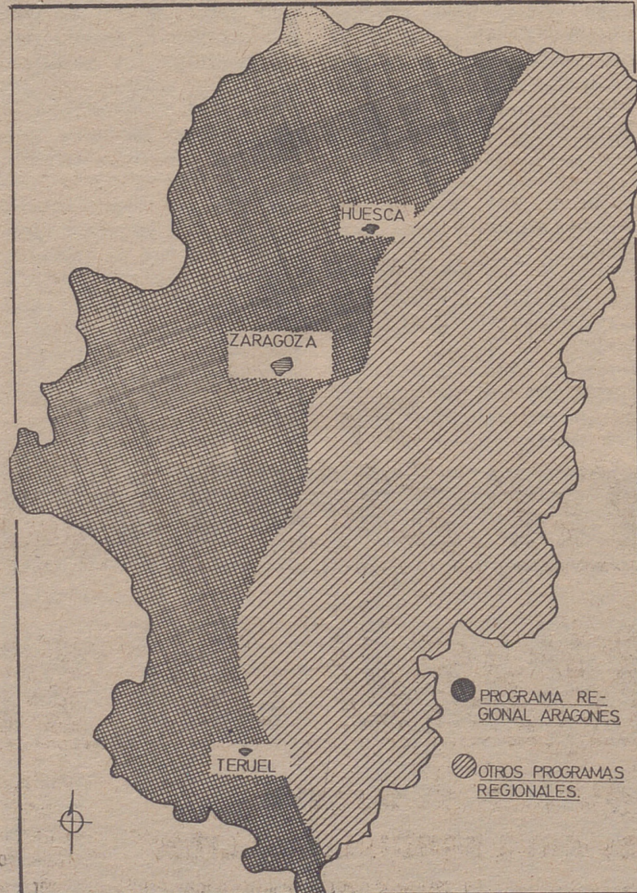 HUESCA
ZARAGOZA
PROGRAMA RE-
GIONAL ARAGONES
TERUEL
OTROS PROGRAMAS
REGIONALES.